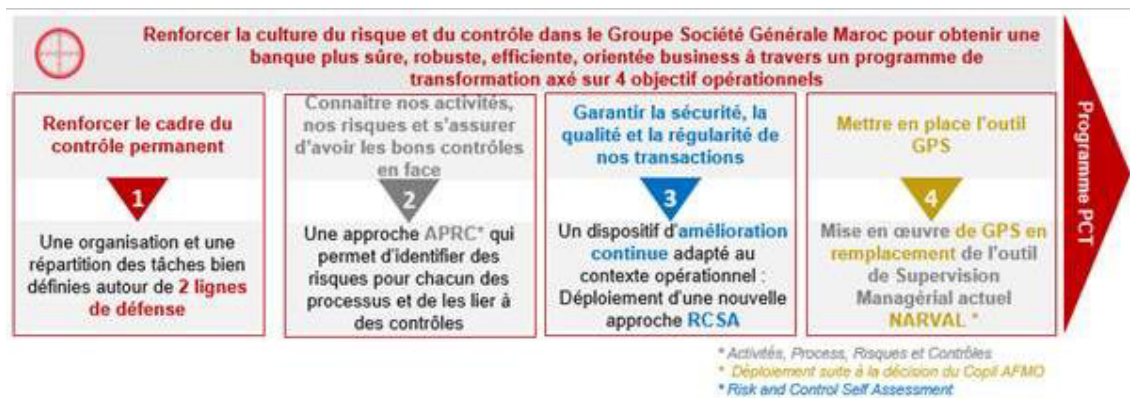 Renforcer la culture du risque et du contrôle dans le Groupe Société Générale Maroc pour obtenir une
banque plus sûre, robuste, efficiente, orientée business à travers un programme de
transformation axé sur 4 objectif opérationnels
Renforcer le cadre du
contrôle permanent
1
Une organisation et une
répartition des tâches bien
définies autour de 2 lignes
de défense
Connaître nos activités,
nos risques et s'assurer
d'avoir les bons contrôles
en face
2
Une approche APRC* qui
permet d'identifier des
risques pour chacun des
processus et de les lier à
des contrôles
Garantir la sécurité, la
qualité et la régularité de
nos transactions
3
Un dispositif d'amélioration
continue adapté au
contexte opérationnel :
Déploiement d'une nouvelle
approche RCSA
Mettre en place l'outil
GPS
4
Mise en œuvre de GPS en
remplacement de l'outil
de Supervision
Managérial actuel
NARVAL *
Programme PCT
* Activités, Process, Risques et Contrôles
* Déploiement suite à la décision du Copil AFMO
* Risk and Control Self Assessment